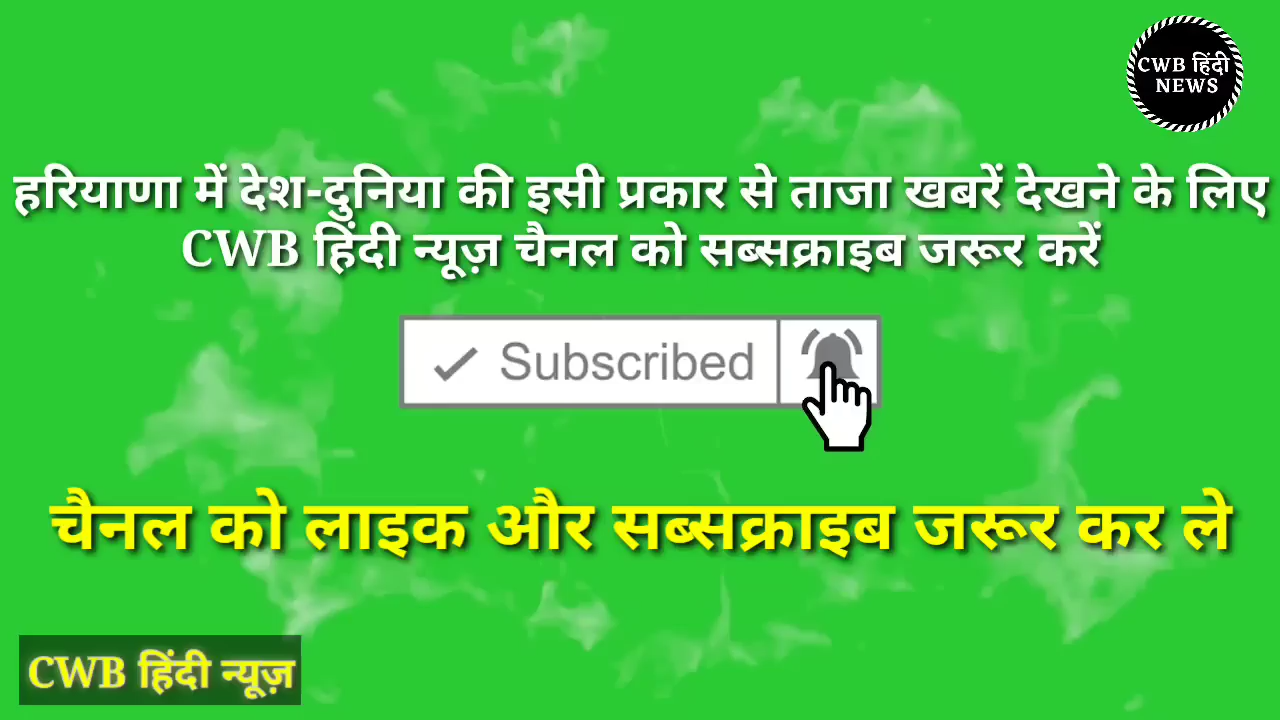 CWB हिंदी
NEWS
हरियाणा में देश-दुनिया की इसी प्रकार से ताजा खबरें देखने के लिए
CWB हिंदी न्यूज़ चैनल को सब्सक्राइब जरूर करें
Subscribed
चैनल को लाइक और सब्सक्राइब जरूर कर ले
CWB हिंदी न्यूज़